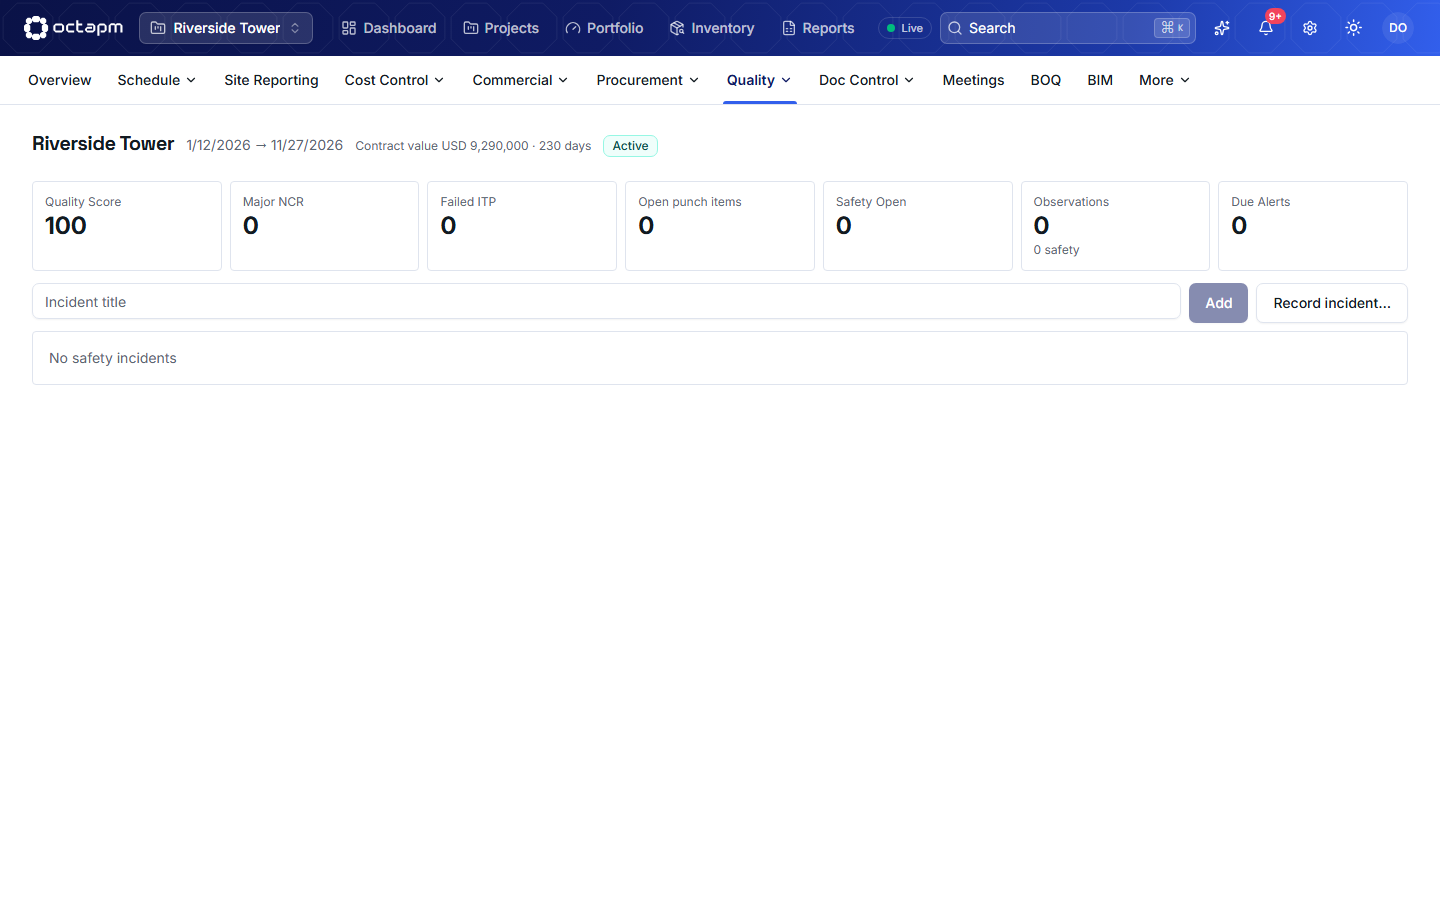 octapm Riverside Tower Dashboard Projects Portfolio Inventory Reports Live Search ⌘ K 9+ DO
Overview Schedule Site Reporting Cost Control Commercial Procurement Quality Doc Control Meetings BOQ BIM More
Riverside Tower 1/12/2026 → 11/27/2026 Contract value USD 9,290,000 · 230 days Active
Quality Score Major NCR Failed ITP Open punch items Safety Open Observations Due Alerts
100 0 0 0 0 0 0
0 safety
Incident title Add Record incident...
No safety incidents